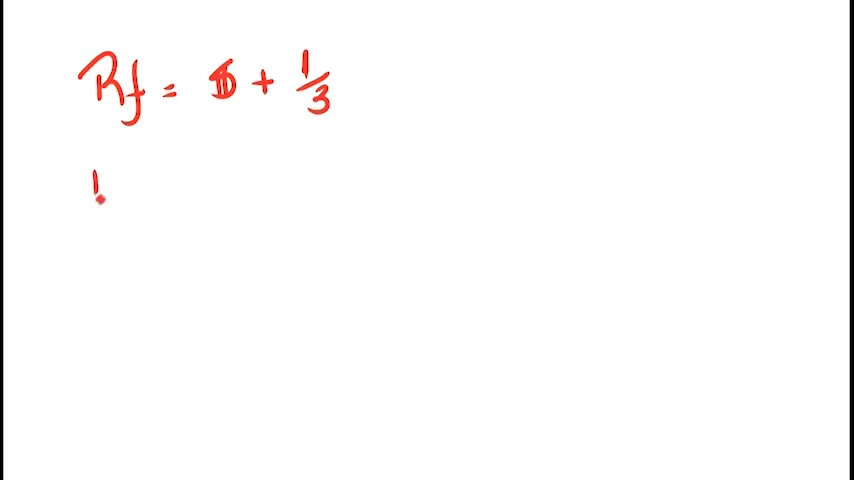 Rf = + 1/3